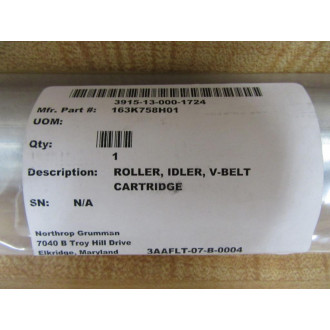 3915-13-000-1724
Mfr. Part #: 163K758H01
UOM:
Qty:
1
Description: ROLLER, IDLER, V-BELT
CARTRIDGE
SN: N/A
Northrop Grumman
7040 B Troy Hill Drive
Elkridge, Maryland 3AAFLT-07-B-0004